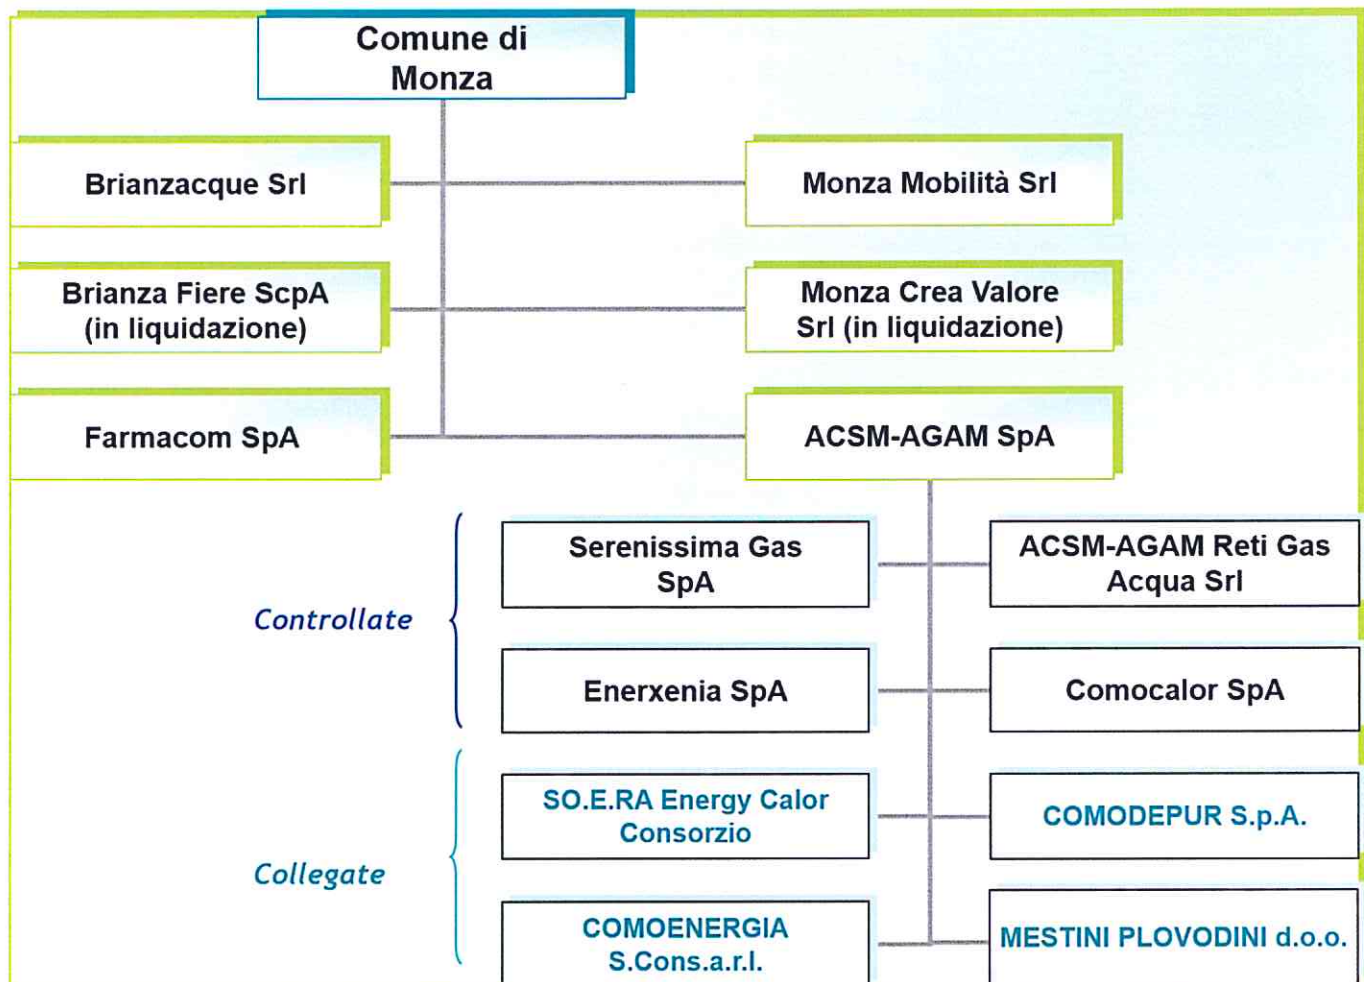 Comune di
Monza
Brianzacque Srl
Monza Mobilità Srl
Brianza Fiere ScpA
(in liquidazione)
Monza Crea Valore
Srl (in liquidazione)
Farmacom SpA
ACSM-AGAM SpA
Controllate
Serenissima Gas
SpA
ACSM-AGAM Reti Gas
Acqua Srl
Enerxenia SpA
Comocalor SpA
Collegate
SO.E.RA Energy Calor
Consorzio
COMODEPUR S.p.A.
COMOENERGIA
S.Cons.a.r.l.
MESTINI PLOVODINI d.o.o.